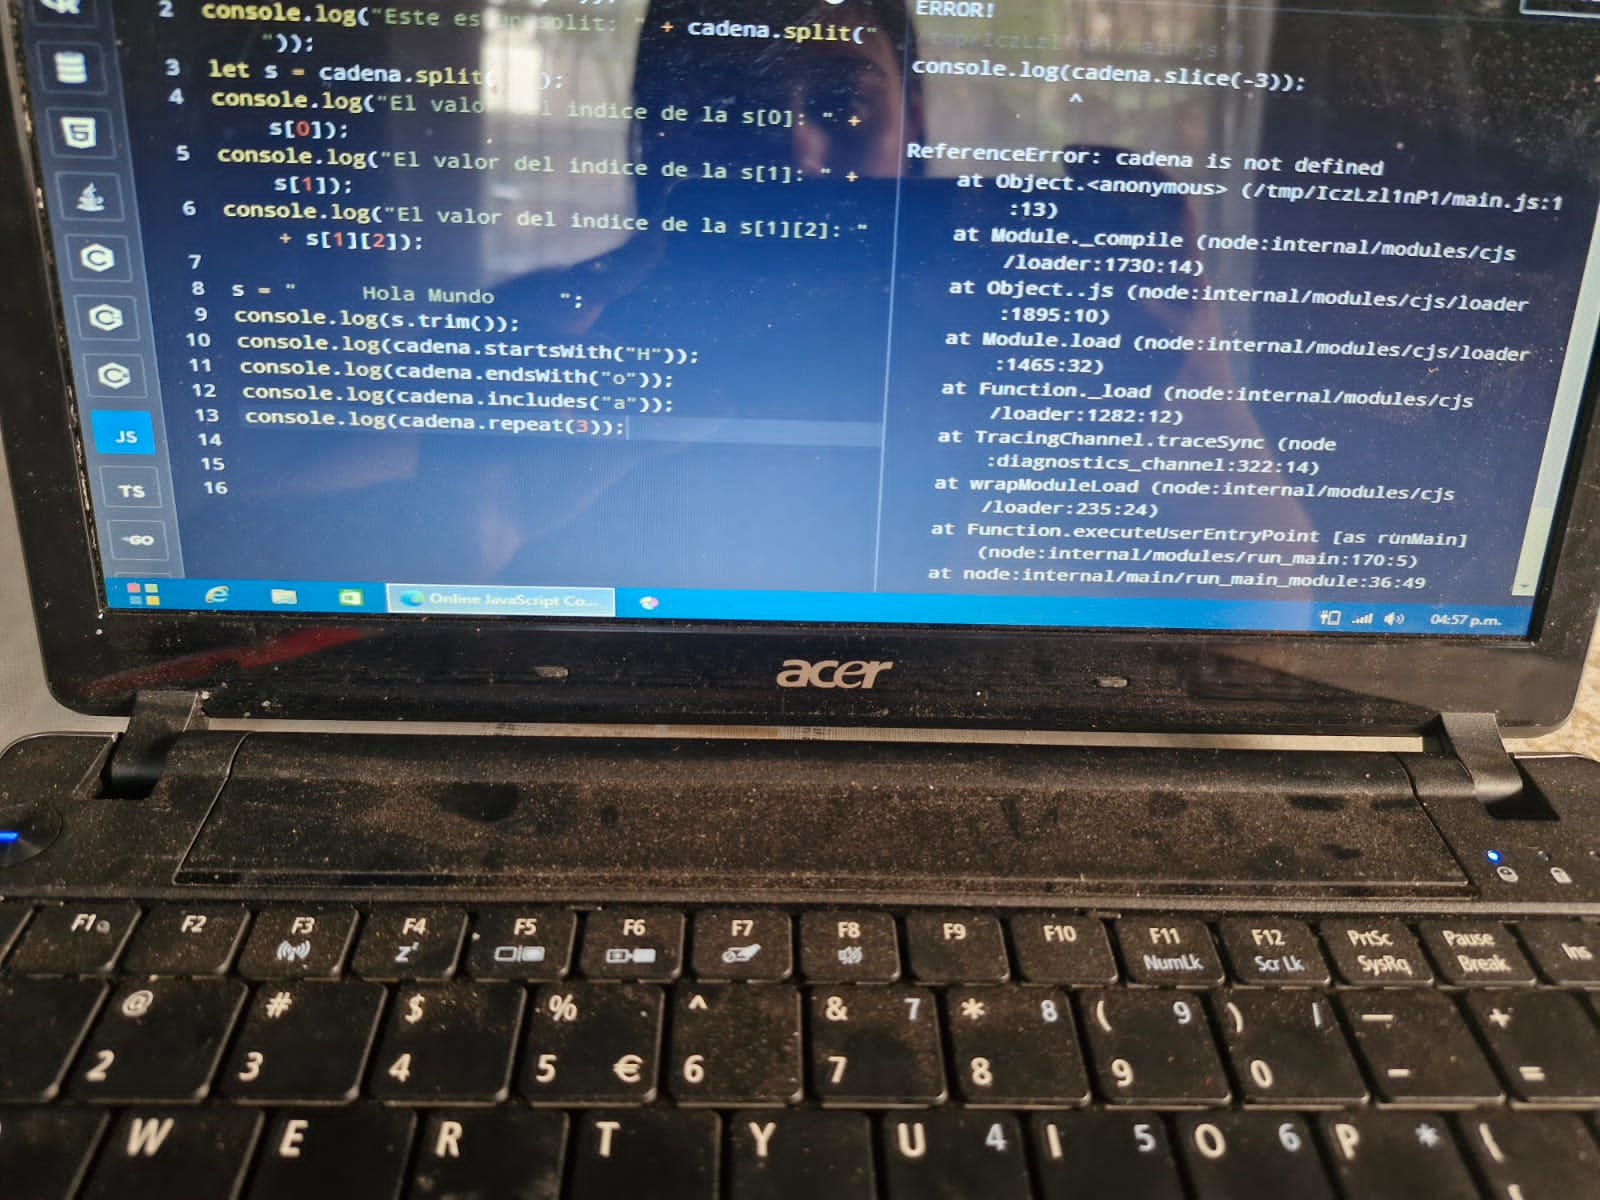 2 console.log("Este es un split: " + cadena.split("
"));
3 let s = cadena.split( );
4 console.log("El valo indice de la s[0]: " +
s[0]);
5 console.log("El valor del indice de la s[1]: " +
s[1]);
6 console.log("El valor del indice de la s[1][2]: "
+ s[1][2]);
7
8 s = " Hola Mundo ";
9 console.log(s.trim());
10 console.log(cadena.startsWith("H"));
11 console.log(cadena.endsWith("o"));
12 console.log(cadena.includes("a"));
13 console.log(cadena.repeat(3));
14
15
16
5
JS
TS
GO
ERROR!
/tmp/IczLzl1nP1/main.js:1
console.log(cadena.slice(-3));
^
ReferenceError: cadena is not defined
at Object.<anonymous> (/tmp/IczLzl1nP1/main.js:1
:13)
at Module._compile (node:internal/modules/cjs
/loader:1730:14)
at Object..js (node:internal/modules/cjs/loader
:1895:10)
at Module.load (node:internal/modules/cjs/loader
:1465:32)
at Function._load (node:internal/modules/cjs
/loader:1282:12)
at TracingChannel.traceSync (node
:diagnostics_channel:322:14)
at wrapModuleLoad (node:internal/modules/cjs
/loader:235:24)
at Function.executeUserEntryPoint [as runMain]
(node:internal/modules/run_main:170:5)
at node:internal/main/run_main_module:36:49
Online JavaScript Co...
04:57 p.m.
acer
F1 F2 F3 F4 F5 F6 F7 F8 F9 F10 F11 F12 PrtSc Pause Ins
Z NumLk Scr Lk SysRq Break
@ # $ % ^ & 7 * 8 ( 9 ) / — +
2 3 4 5 € 6 7 8 9 0 - =
W E R T Y U 4 I 5 O 6 P *